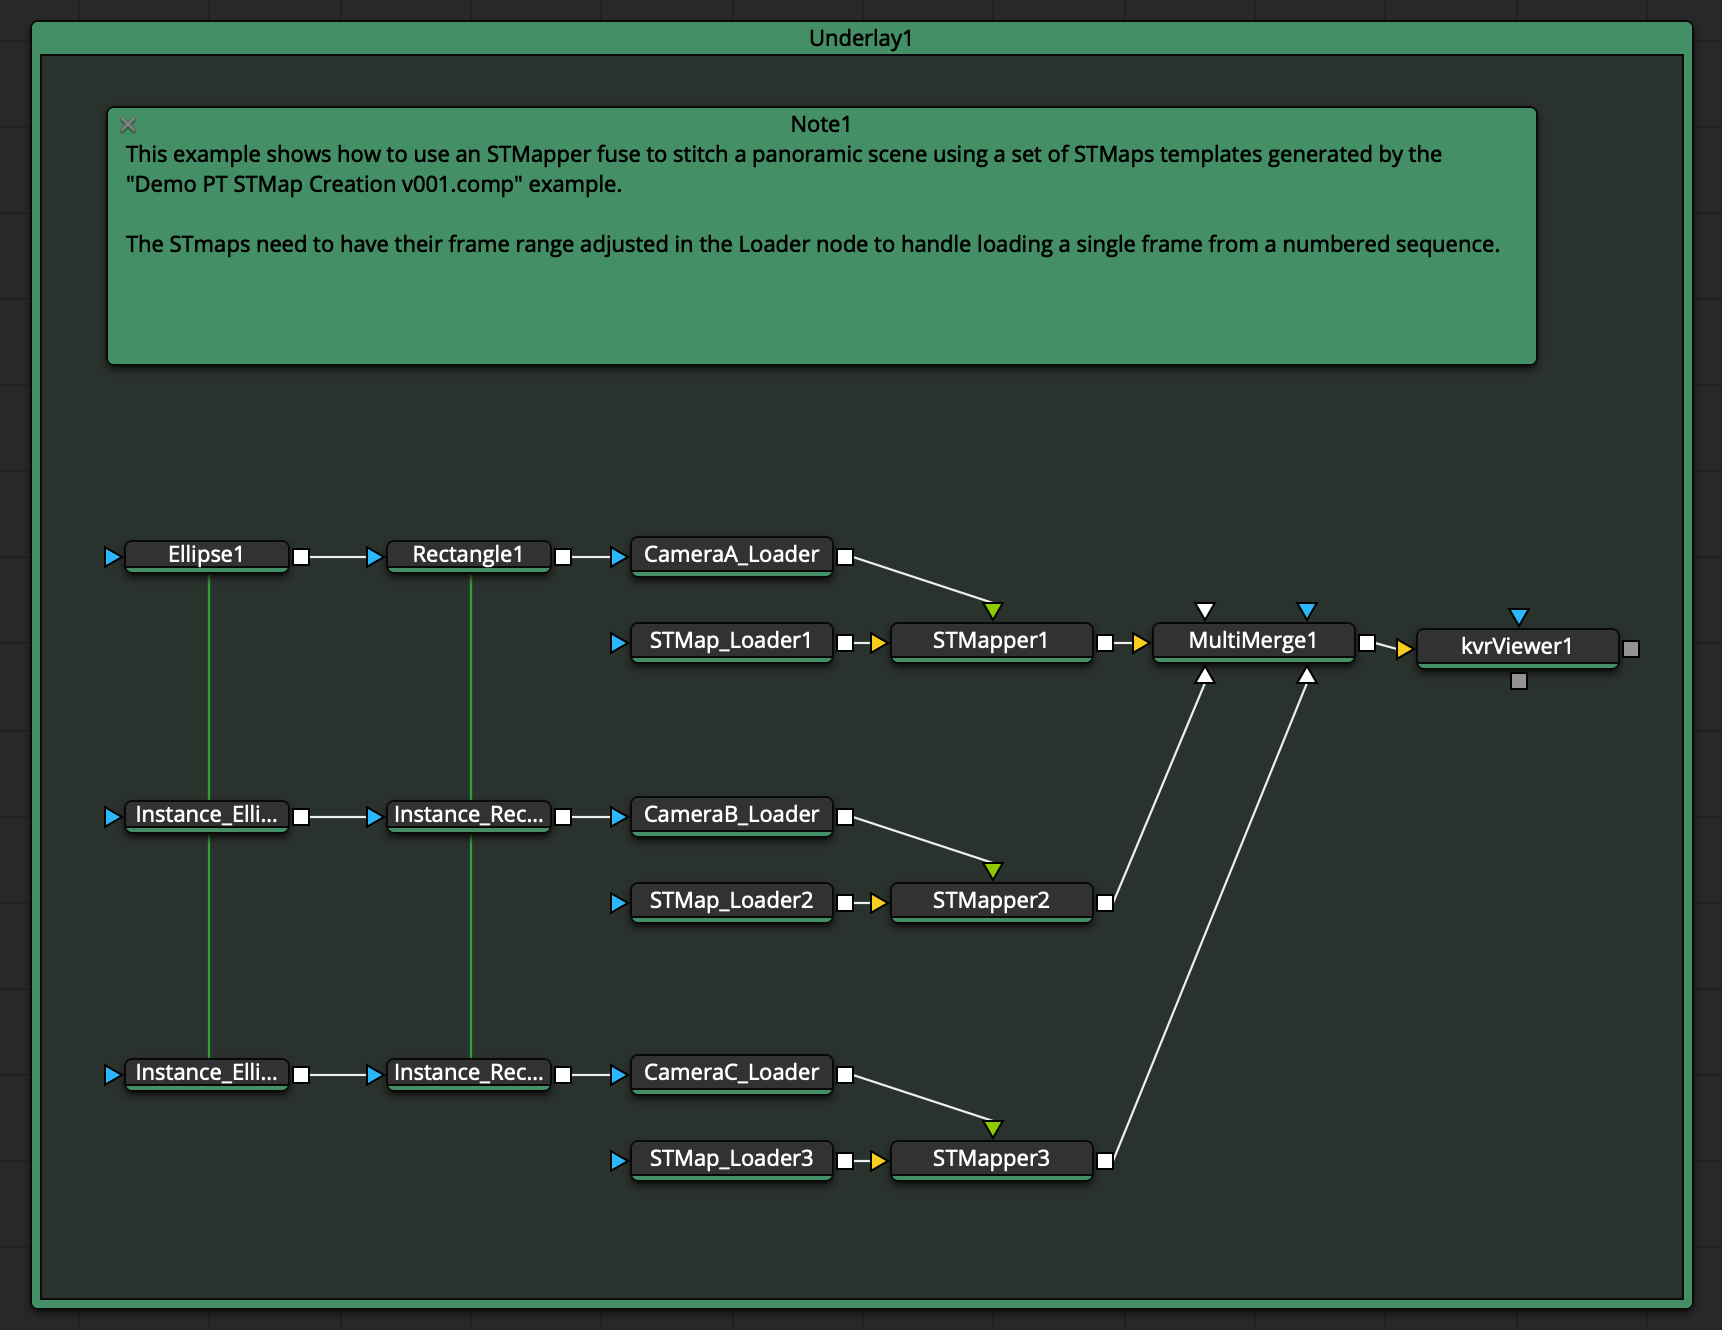 Underlay1
Note1
This example shows how to use an STMapper fuse to stitch a panoramic scene using a set of STMaps templates generated by the
"Demo PT STMap Creation v001.comp" example.
The STmaps need to have their frame range adjusted in the Loader node to handle loading a single frame from a numbered sequence.
Ellipse1
Rectangle1
CameraA_Loader
STMap_Loader1
STMapper1
MultiMerge1
kvrViewer1
Instance_Elli...
Instance_Rec...
CameraB_Loader
STMap_Loader2
STMapper2
Instance_Elli...
Instance_Rec...
CameraC_Loader
STMap_Loader3
STMapper3